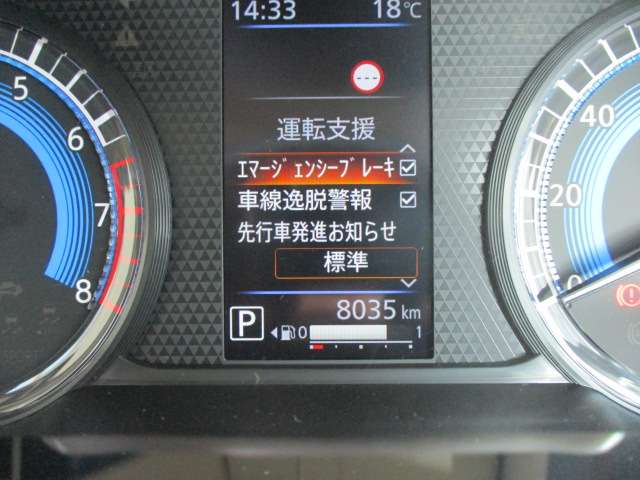 14:33 18℃
---
運転支援
ｴﾏｰｼﾞｪﾝｼｰﾌﾞﾚｰｷ
車線逸脱警報
先行車発進お知らせ
標準
8035 km
P
0 1
5
6
7
8
40
20
0